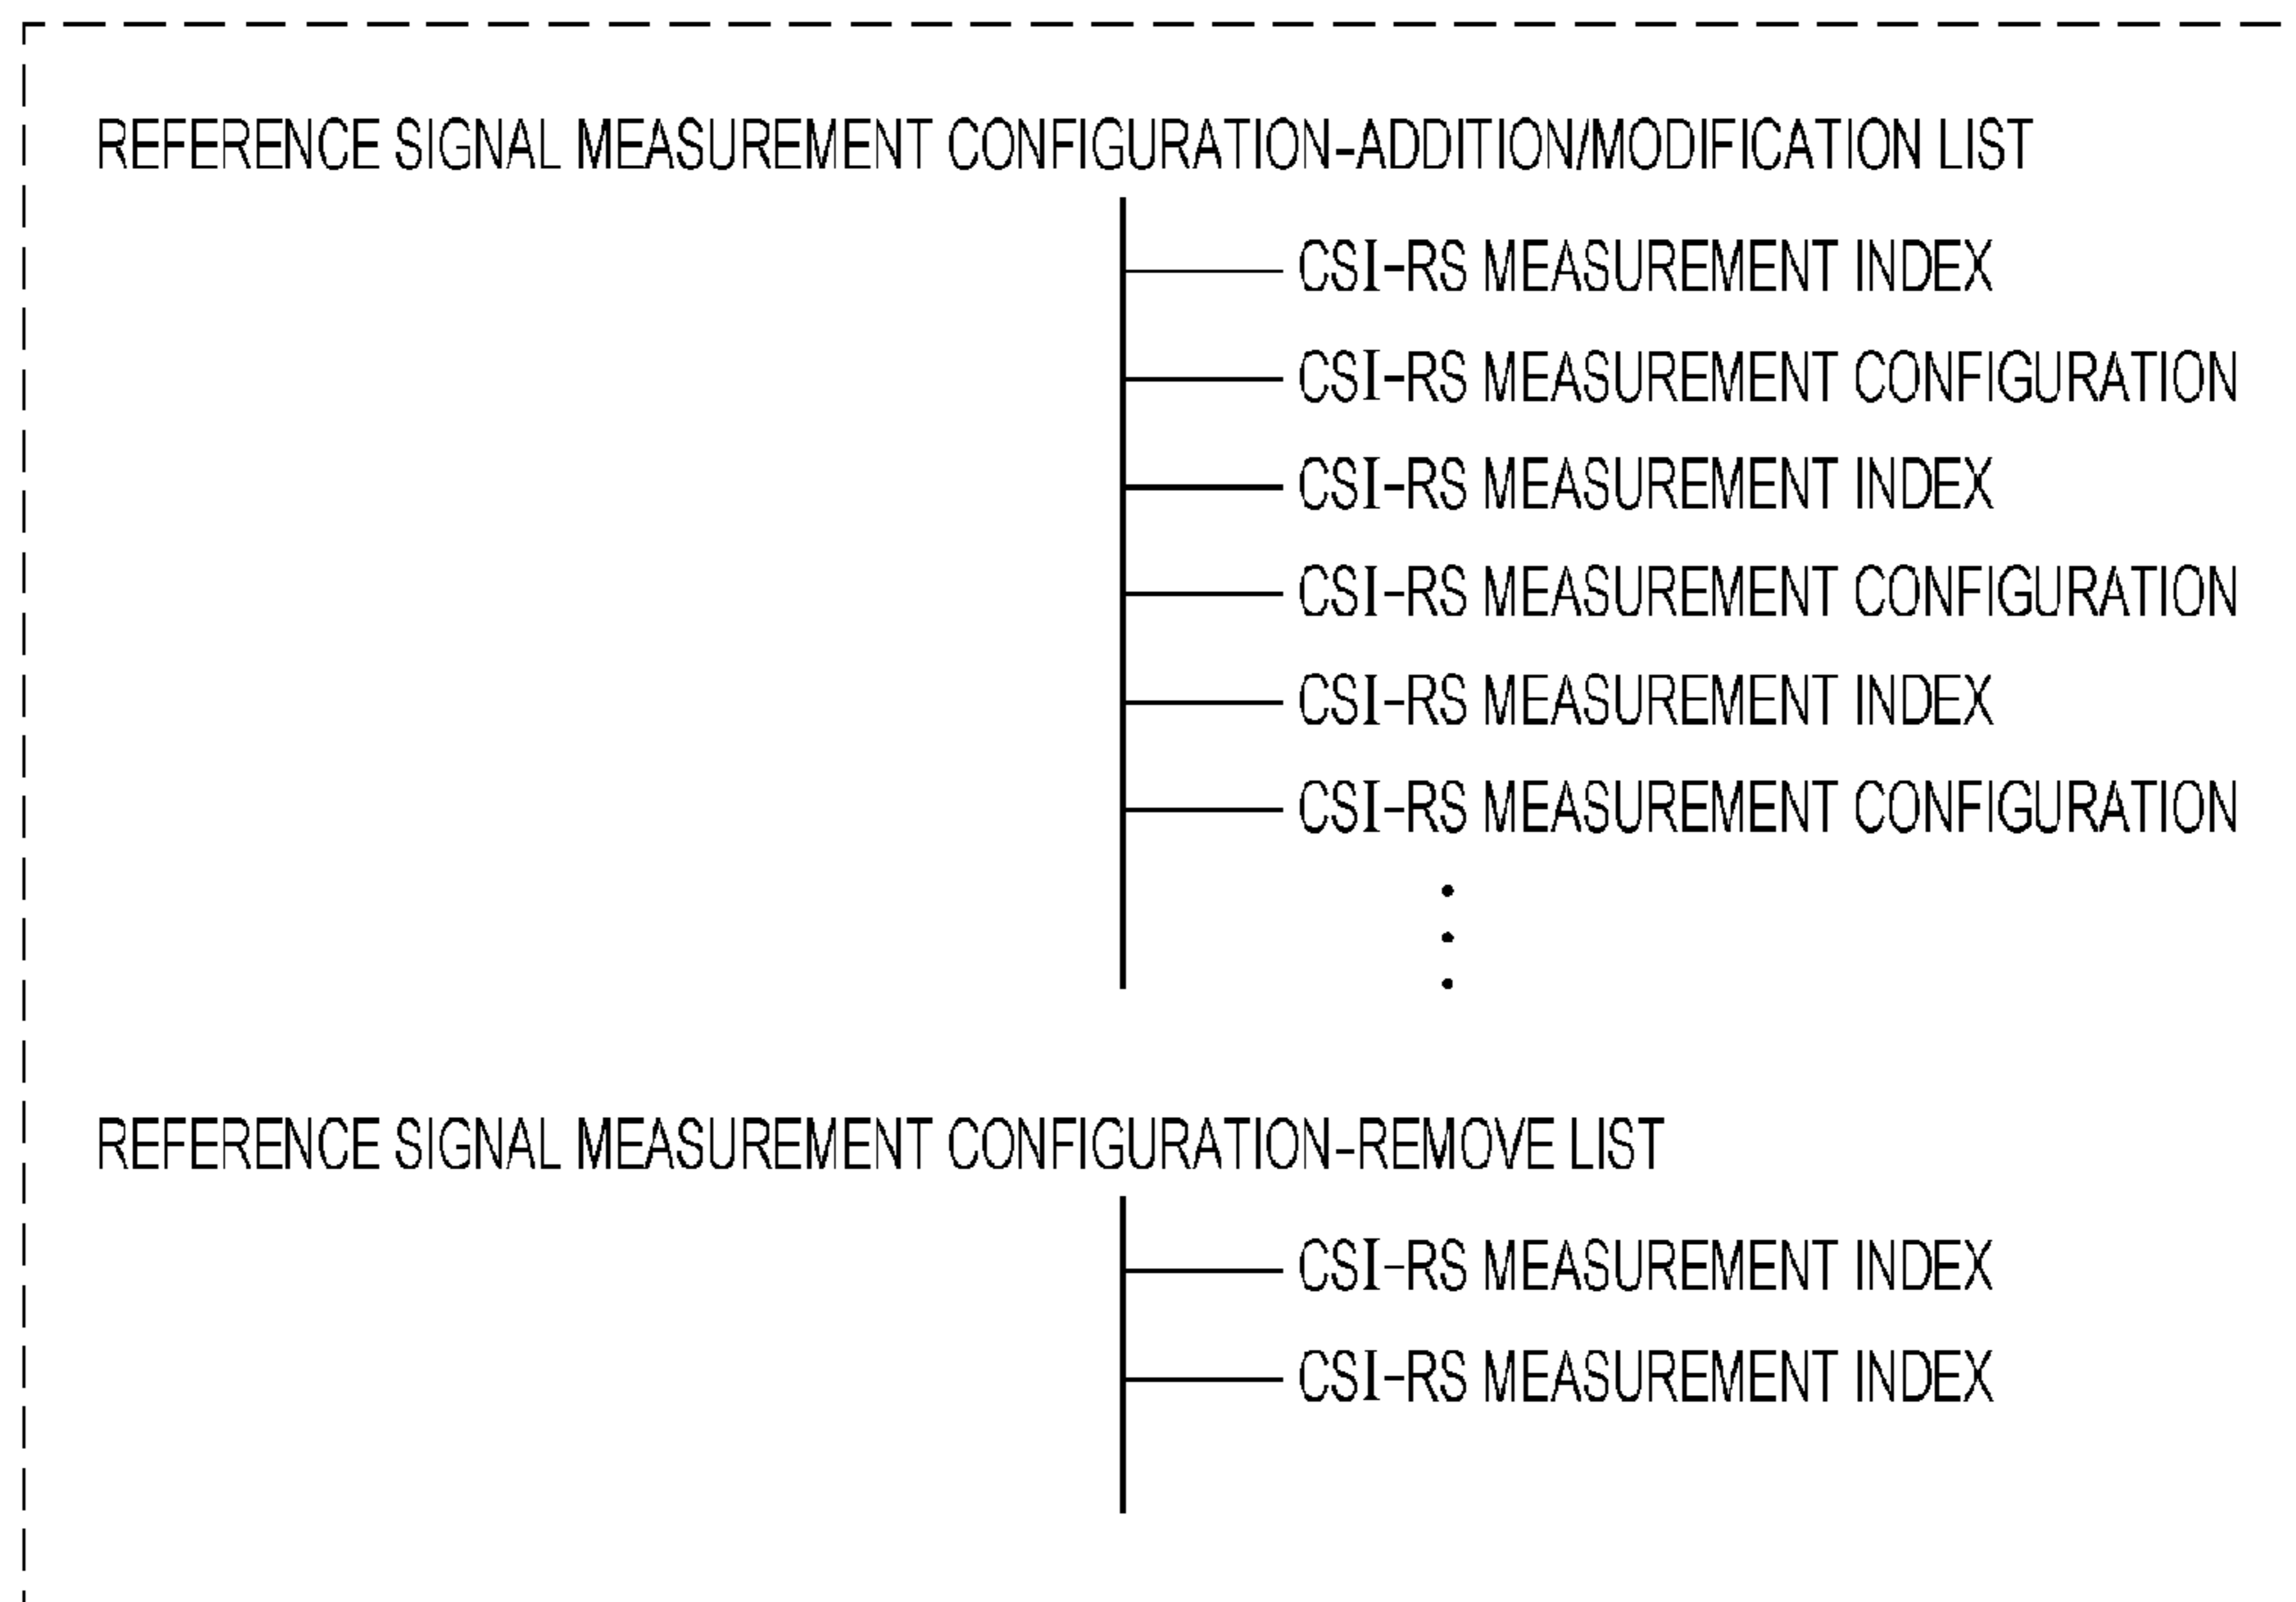 REFERENCE SIGNAL MEASUREMENT CONFIGURATION-ADDITION/MODIFICATION LIST
CSI-RS MEASUREMENT INDEX
CSI-RS MEASUREMENT CONFIGURATION
CSI-RS MEASUREMENT INDEX
CSI-RS MEASUREMENT CONFIGURATION
CSI-RS MEASUREMENT INDEX
CSI-RS MEASUREMENT CONFIGURATION
REFERENCE SIGNAL MEASUREMENT CONFIGURATION-REMOVE LIST
CSI-RS MEASUREMENT INDEX
CSI-RS MEASUREMENT INDEX